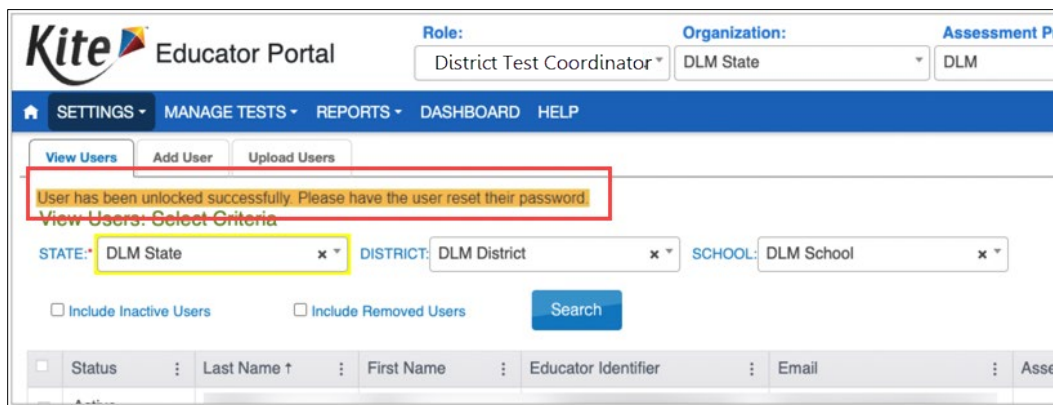 Role: Organization: Assessment P
Kite Educator Portal
District Test Coordinator DLM State DLM
SETTINGS MANAGE TESTS REPORTS DASHBOARD HELP
View Users Add User Upload Users
User has been unlocked successfully. Please have the user reset their password.
View Users: Select Criteria
STATE:* DLM State × DISTRICT: DLM District × SCHOOL: DLM School ×
Include Inactive Users Include Removed Users Search
Status Last Name ↑ First Name Educator Identifier Email Asse
Active